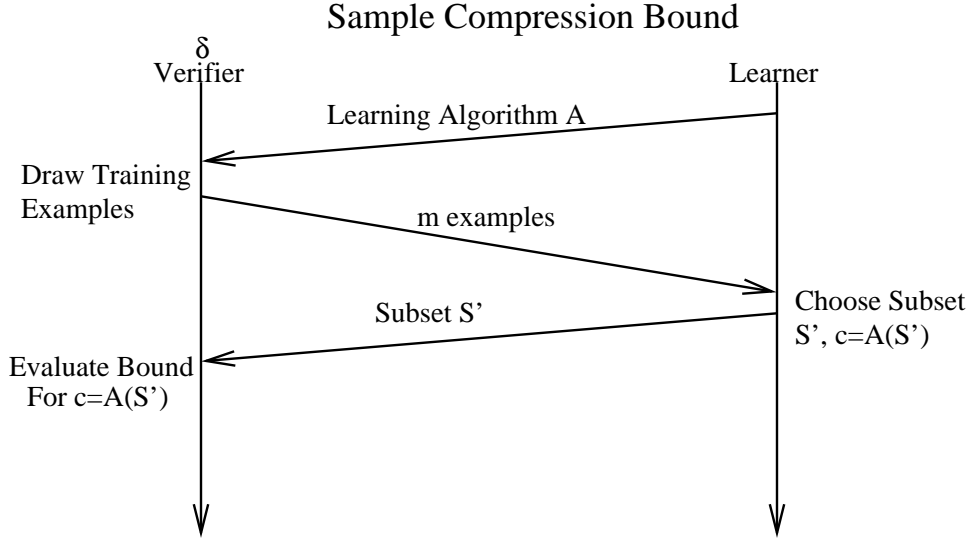 Sample Compression Bound
δ
Verifier
Learner
Learning Algorithm A
Draw Training
Examples
m examples
Choose Subset
S’, c=A(S’)
Subset S’
Evaluate Bound
For c=A(S’)